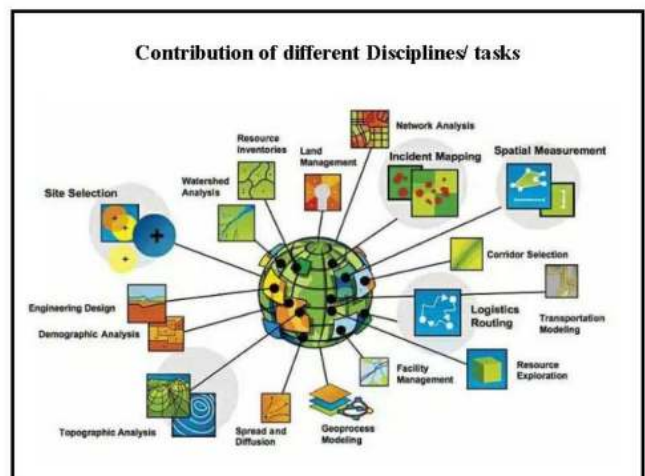 Contribution of different Disciplines/ tasks
Network Analysis
Resource
Inventories
Land
Management
Incident Mapping
Spatial Measurement
Watershed
Analysis
Site Selection
Corridor Selection
Engineering Design
Demographic Analysis
Logistics
Routing
Transportation
Modeling
Facility
Management
Resource
Exploration
Topographic Analysis
Spread and
Diffusion
Geoprocess
Modeling